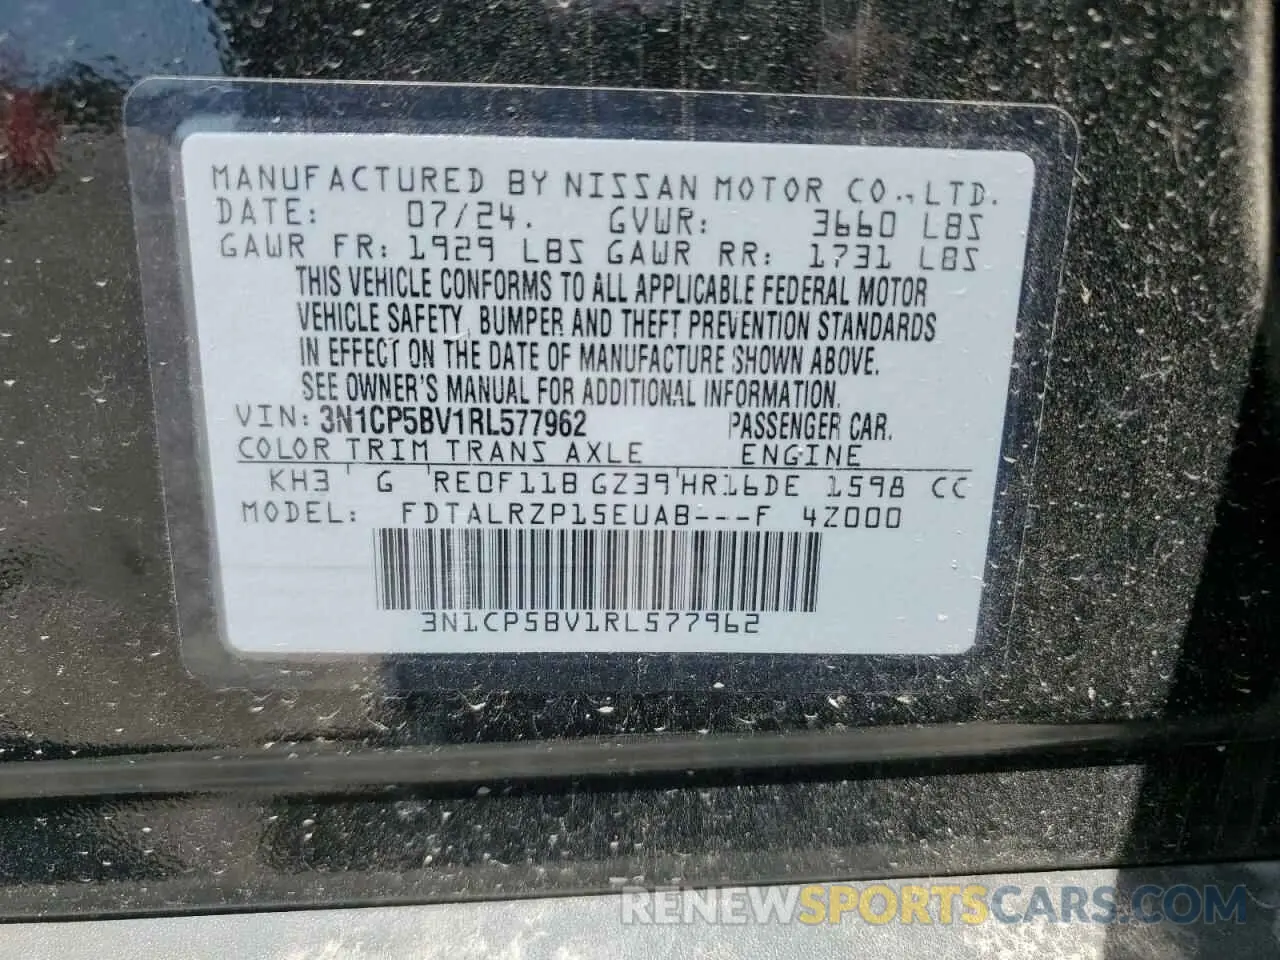 MANUFACTURED BY NISSAN MOTOR CO., LTD.
DATE: 07/24. GVWR: 3660 LBS
GAWR FR: 1929 LBS GAWR RR: 1731 LBS
THIS VEHICLE CONFORMS TO ALL APPLICABLE FEDERAL MOTOR
VEHICLE SAFETY, BUMPER AND THEFT PREVENTION STANDARDS
IN EFFECT ON THE DATE OF MANUFACTURE SHOWN ABOVE.
SEE OWNER'S MANUAL FOR ADDITIONAL INFORMATION.
VIN: 3N1CP5BV1RL577962 PASSENGER CAR.
COLOR TRIM TRANS AXLE ENGINE
KH3 ' G ' RE0F11B GZ39 ' HR16DE 1598 CC
MODEL: FDTALRZP15EUAB---F 4Z000
3N1CP5BV1RL577962
RENEWSPORTSCARS.COM